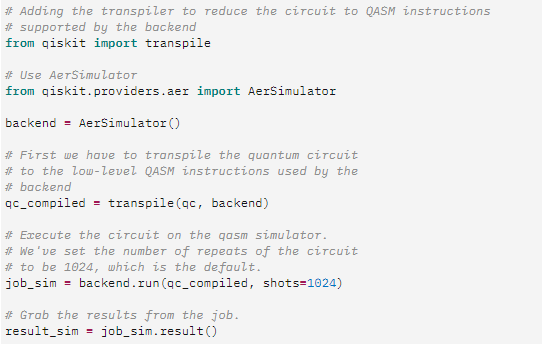 # Adding the transpiler to reduce the circuit to QASM instructions
# supported by the backend
from qiskit import transpile
# Use AerSimulator
from qiskit.providers.aer import AerSimulator
backend = AerSimulator()
# First we have to transpile the quantum circuit
# to the low-level QASM instructions used by the
# backend
qc_compiled = transpile(qc, backend)
# Execute the circuit on the qasm simulator.
# We've set the number of repeats of the circuit
# to be 1024, which is the default.
job_sim = backend.run(qc_compiled, shots=1024)
# Grab the results from the job.
result_sim = job_sim.result()